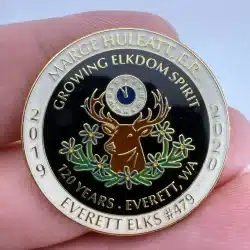 MARGE HULEATT, E.R.
GROWING ELKDOM SPIRIT
2019
2020
120 YEARS . EVERETT, WA
EVERETT ELKS #479